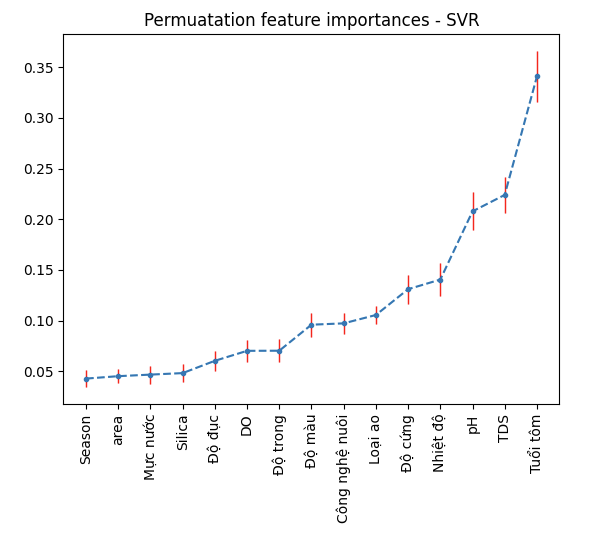 Permuatation feature importances - SVR
0.35
0.30
0.25
0.20
0.15
0.10
0.05
Season
area
Mực nước
Silica
Độ đục
DO
Độ trong
Độ màu
Công nghệ nuôi
Loại ao
Độ cứng
Nhiệt độ
pH
TDS
Tuổi tôm